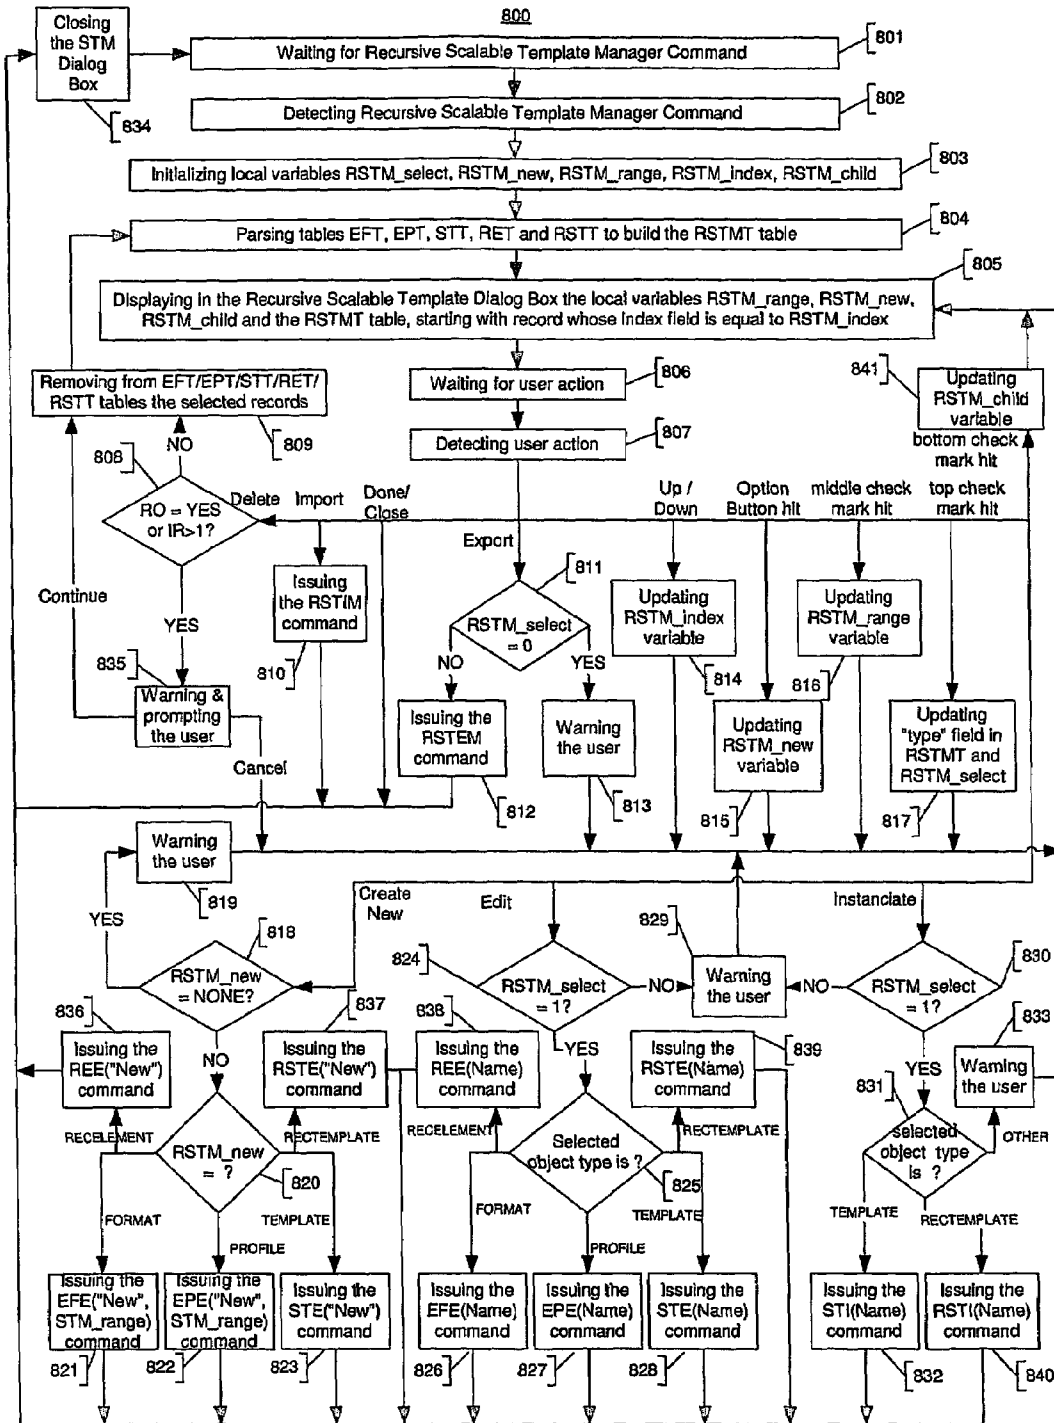 800
Closing
the STM
Dialog
Box
834
Waiting for Recursive Scalable Template Manager Command
801
Detecting Recursive Scalable Template Manager Command
802
Initializing local variables RSTM_select, RSTM_new, RSTM_range, RSTM_index, RSTM_child
803
Parsing tables EFT, EPT, STT, RET and RSTT to build the RSTMT table
804
805
Displaying in the Recursive Scalable Template Dialog Box the local variables RSTM_range, RSTM_new,
RSTM_child and the RSTMT table, starting with record whose Index field is equal to RSTM_index
Removing from EFT/EPT/STT/RET/
RSTT tables the selected records
809
Waiting for user action
806
Detecting user action
807
841
Updating
RSTM_child
variable
bottom check
mark hit
NO
808
RO = YES
or IR>1?
Delete
Import
Done/
Close
Export
Up /
Down
Option
Button hit
middle check
mark hit
top check
mark hit
Continue
YES
835
Warning &
prompting
the user
Cancel
Issuing
the RSTIM
command
810
811
RSTM_select
= 0
NO
YES
Issuing the
RSTEM
command
812
Warning
the user
813
Updating
RSTM_index
variable
814
Updating
RSTM_new
variable
815
Updating
RSTM_range
variable
816
Updating
"type" field in
RSTMT and
RSTM_select
817
Warning
the user
819
YES
Create
New
Edit
Instanciate
818
RSTM_new
= NONE?
NO
824
RSTM_select
= 1?
NO
YES
829
Warning
the user
NO
RSTM_select
= 1?
830
YES
836
Issuing the
REE("New")
command
837
Issuing the
RSTE("New")
command
838
Issuing the
REE(Name)
command
Issuing the
RSTE(Name)
command
839
833
Warning
the user
RECELEMENT
RSTM_new
= ?
RECTEMPLATE
820
RECELEMENT
Selected
object type is ?
RECTEMPLATE
825
831
selected
object type
is ?
OTHER
FORMAT
PROFILE
TEMPLATE
FORMAT
PROFILE
TEMPLATE
TEMPLATE
RECTEMPLATE
Issuing the
EFE("New",
STM_range)
command
821
Issuing the
EPE("New",
STM_range)
command
822
Issuing the
STE("New")
command
823
Issuing the
EFE(Name)
command
826
Issuing the
EPE(Name)
command
827
Issuing the
STE(Name)
command
828
Issuing the
STI(Name)
command
832
Issuing the
RSTI(Name)
command
840